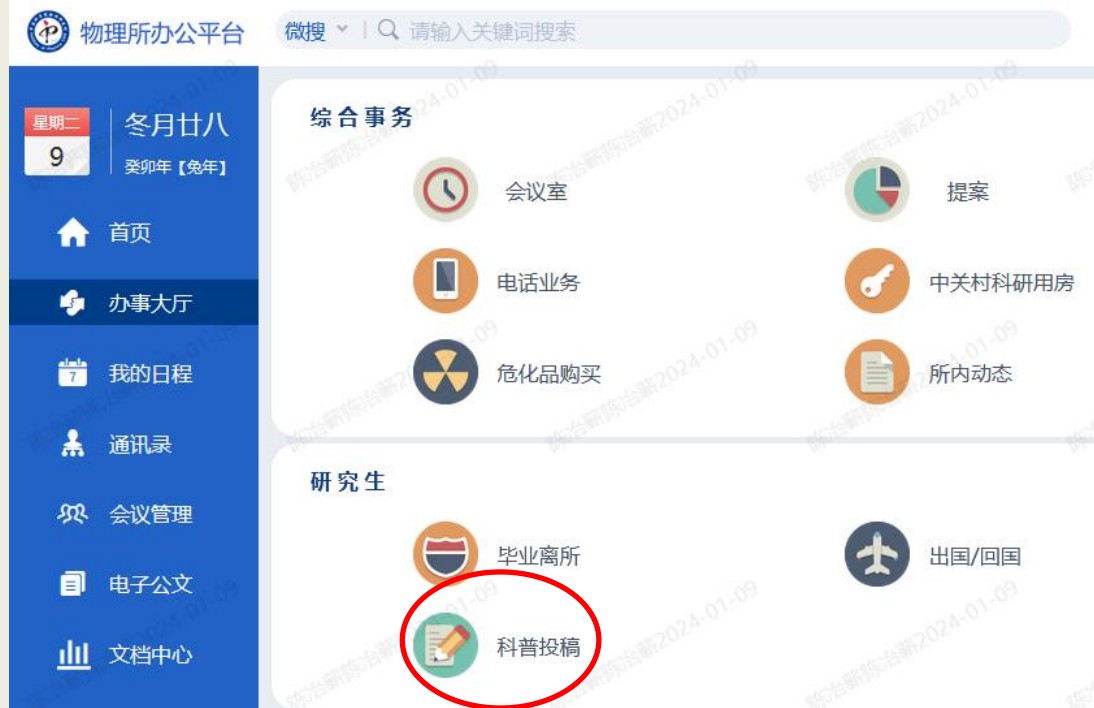 物理所办公平台
微搜 请输入关键词搜索
星期二
9
冬月廿八
癸卯年【兔年】
首页
办事大厅
7
我的日程
通讯录
会议管理
电子公文
文档中心
综合事务
会议室
提案
电话业务
中关村科研用房
危化品购买
所内动态
研究生
毕业离所
出国/回国
科普投稿